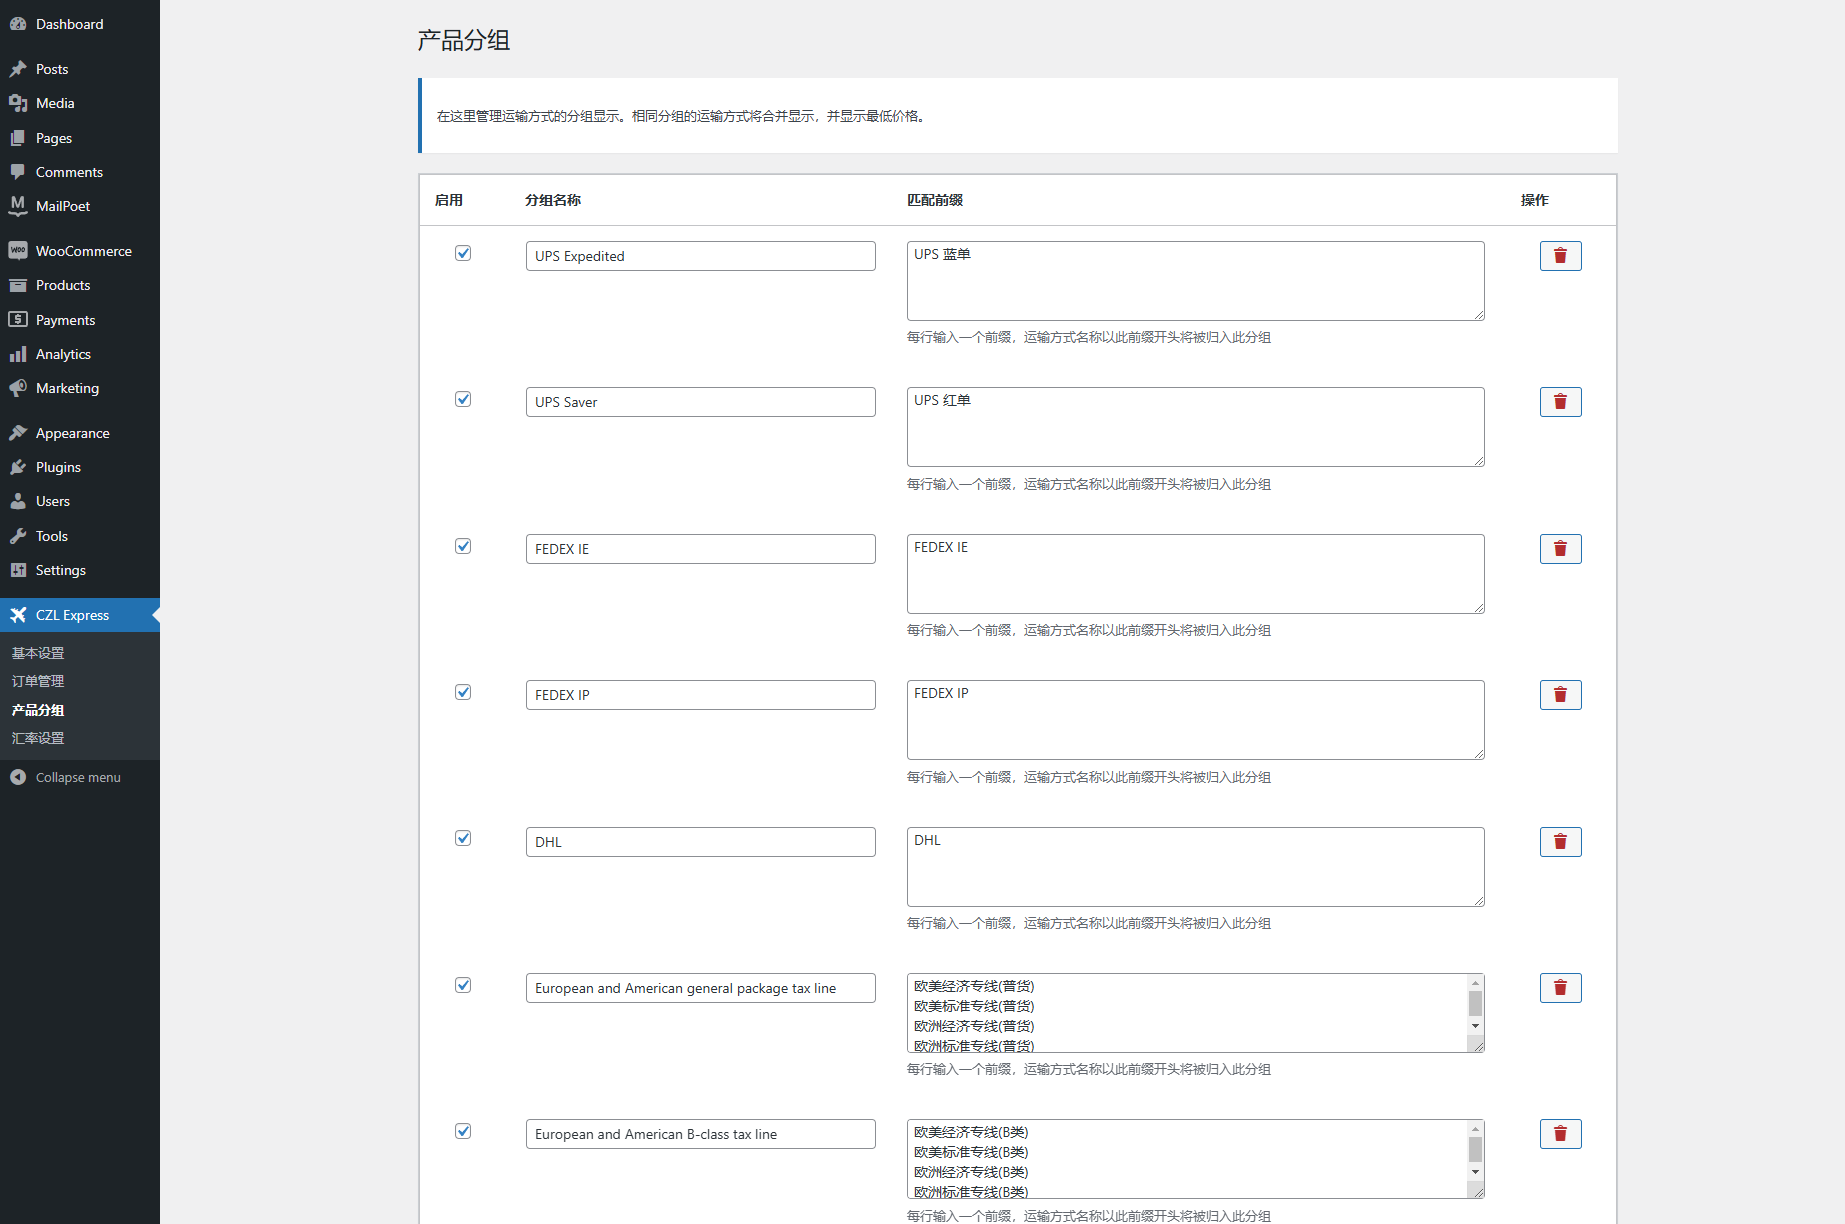 Dashboard
Posts
Media
Pages
Comments
MailPoet
WooCommerce
Products
Payments
Analytics
Marketing
Appearance
Plugins
Users
Tools
Settings
CZL Express
基本设置
订单管理
产品分组
汇率设置
Collapse menu
产品分组
在这里管理运输方式的分组显示。相同分组的运输方式将合并显示，并显示最低价格。
启用 分组名称 匹配前缀 操作
UPS Expedited
UPS 蓝单
每行输入一个前缀，运输方式名称以此前缀开头将被归入此分组
UPS Saver
UPS 红单
每行输入一个前缀，运输方式名称以此前缀开头将被归入此分组
FEDEX IE
FEDEX IE
每行输入一个前缀，运输方式名称以此前缀开头将被归入此分组
FEDEX IP
FEDEX IP
每行输入一个前缀，运输方式名称以此前缀开头将被归入此分组
DHL
DHL
每行输入一个前缀，运输方式名称以此前缀开头将被归入此分组
European and American general package tax line
欧美经济专线(普货)
欧美标准专线(普货)
欧洲经济专线(普货)
欧洲标准专线(普货)
每行输入一个前缀，运输方式名称以此前缀开头将被归入此分组
European and American B-class tax line
欧美经济专线(B类)
欧美标准专线(B类)
欧洲经济专线(B类)
欧洲标准专线(B类)
每行输入一个前缀，运输方式名称以此前缀开头将被归入此分组